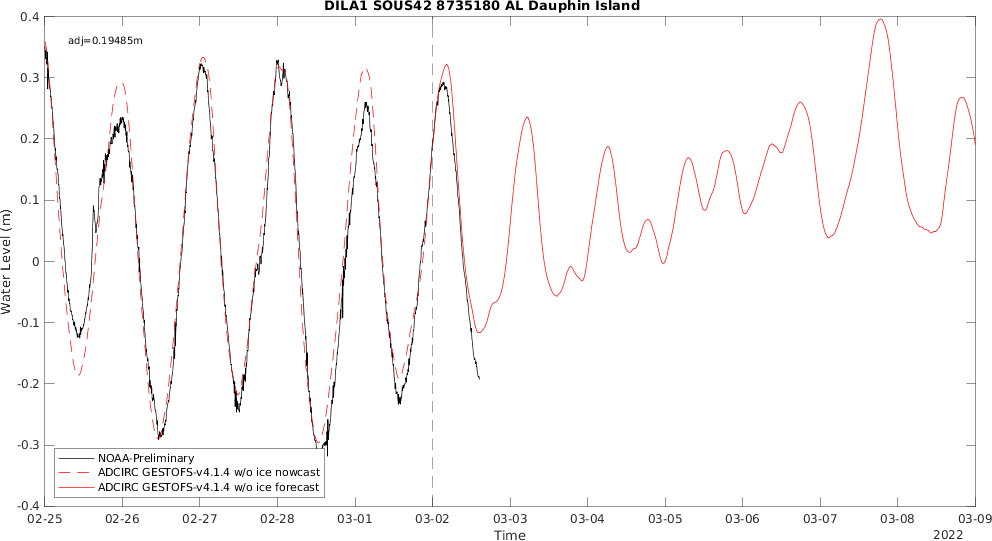 DILA1 SOUS42 8735180 AL Dauphin Island
adj=0.19485m
Water Level (m)
0.4
0.3
0.2
0.1
0
-0.1
-0.2
-0.3
-0.4
NOAA-Preliminary
ADCIRC GESTOFS-v4.1.4 w/o ice nowcast
ADCIRC GESTOFS-v4.1.4 w/o ice forecast
02-25 02-26 02-27 02-28 03-01 03-02 03-03 03-04 03-05 03-06 03-07 03-08 03-09
Time
2022